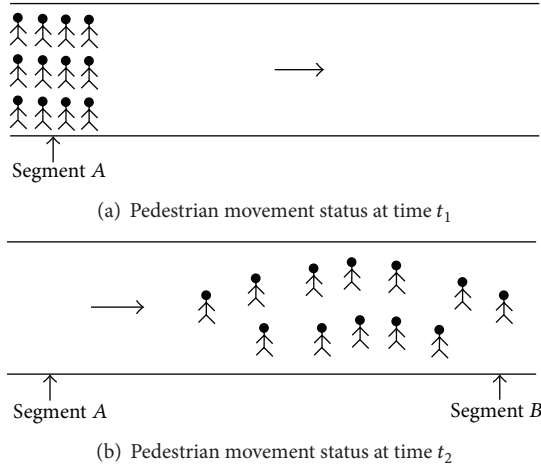 Segment A
(a) Pedestrian movement status at time t₁
Segment A
Segment B
(b) Pedestrian movement status at time t₂